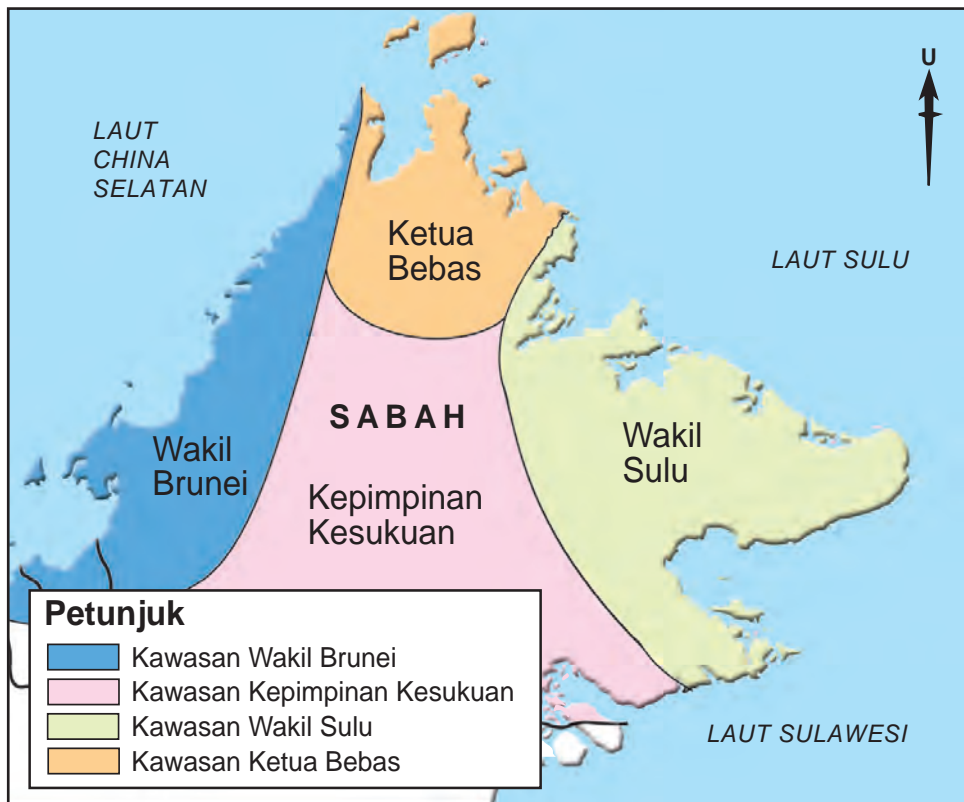 U
LAUT
CHINA
SELATAN
Ketua
Bebas
LAUT SULU
SABAH
Wakil
Brunei
Wakil
Sulu
Kepimpinan
Kesukuan
Petunjuk
Kawasan Wakil Brunei
Kawasan Kepimpinan Kesukuan
Kawasan Wakil Sulu
Kawasan Ketua Bebas
LAUT SULAWESI